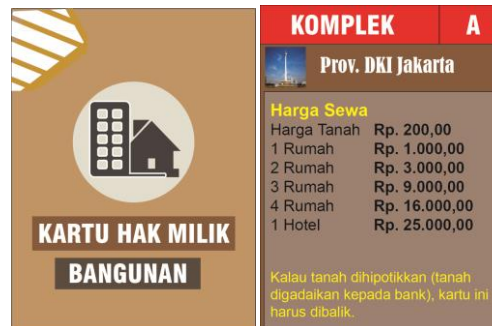 KARTU HAK MILIK
BANGUNAN
KOMPLEK A
Prov. DKI Jakarta
Harga Sewa
Harga Tanah Rp. 200,00
1 Rumah Rp. 1.000,00
2 Rumah Rp. 3.000,00
3 Rumah Rp. 9.000,00
4 Rumah Rp. 16.000,00
1 Hotel Rp. 25.000,00
Kalau tanah dihipotikkan (tanah
digadaikan kepada bank), kartu ini
harus dibalik.